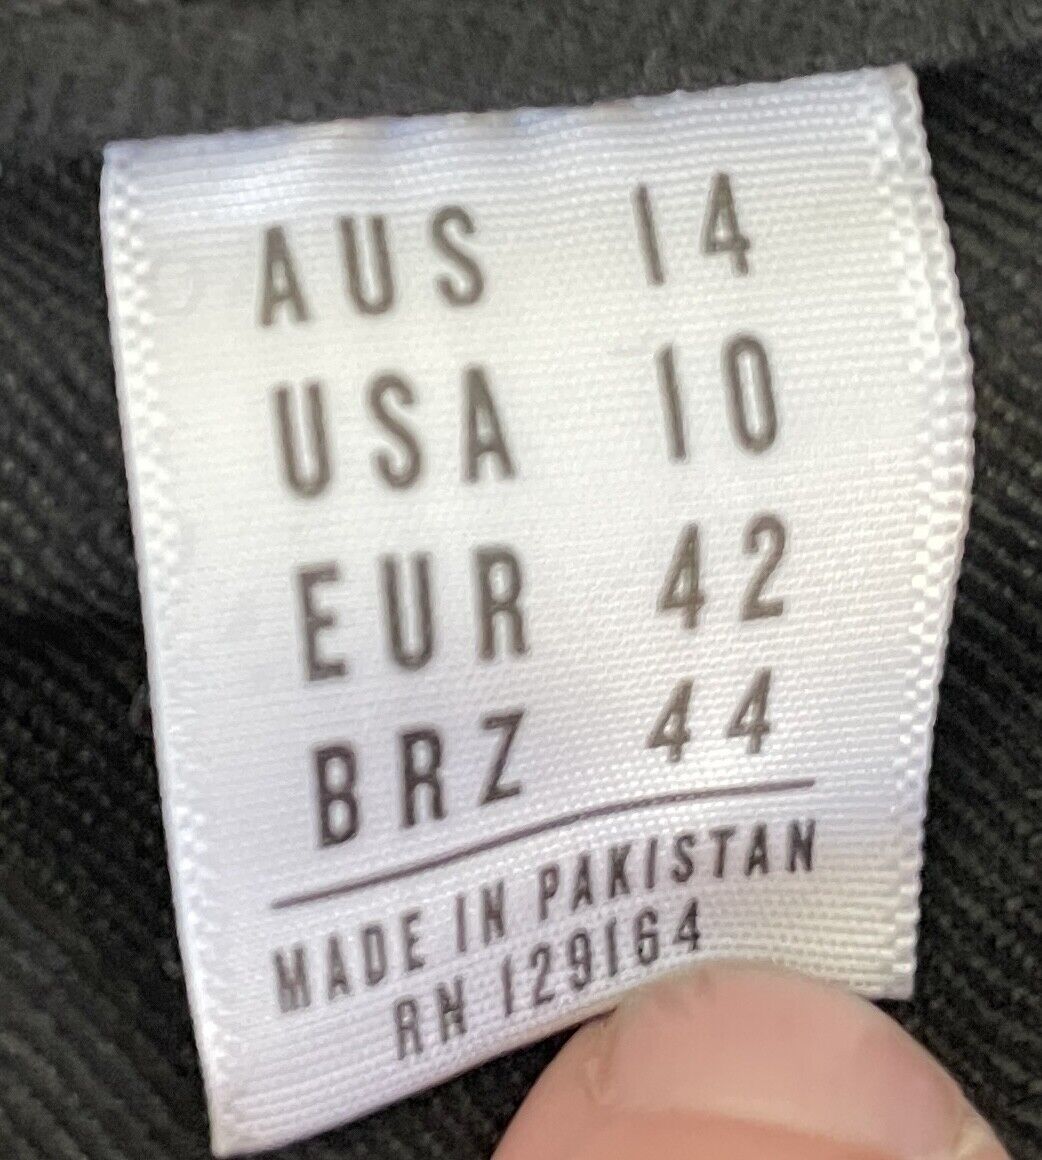 AUS 14
USA 10
EUR 42
BRZ 44
MADE IN PAKISTAN
RN 129164